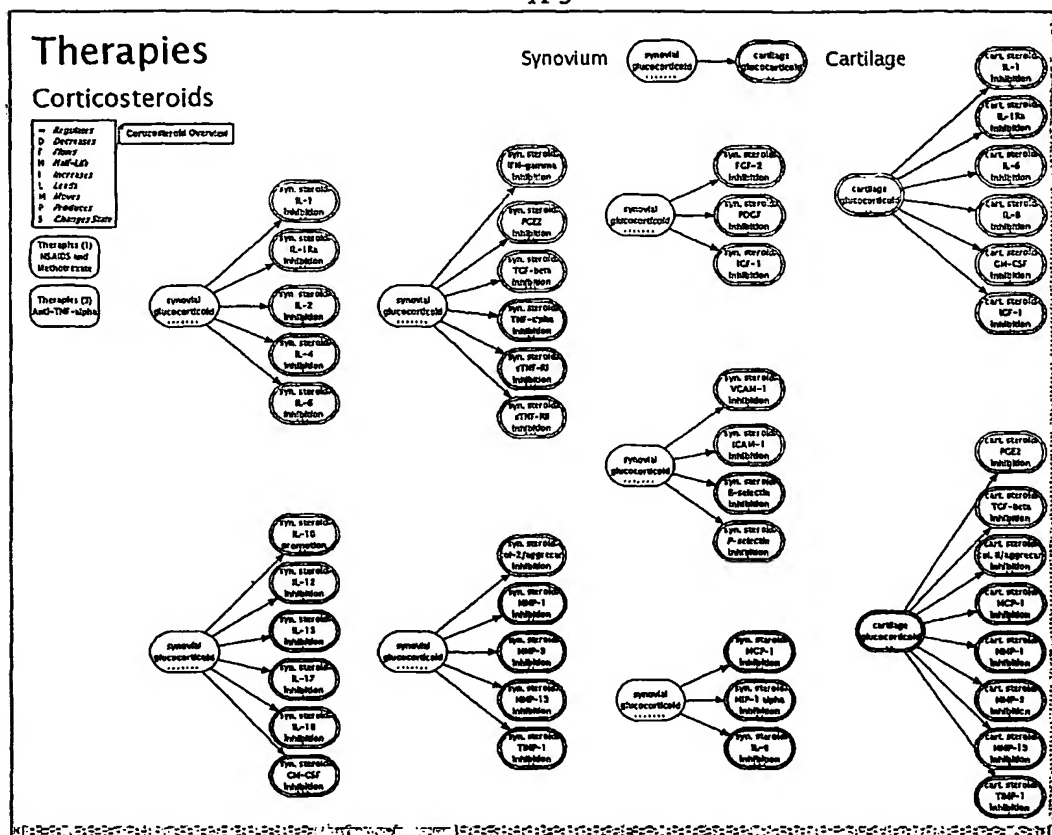 Therapies
Corticosteroids
Synovium
synovial
glucocorticoid
cartilage
glucocorticoid
Cartilage
Regulates
D Decreases
F Flows
H Half-Life
I Increases
L Leads
M Moves
P Produces
S Changes State
Corticosteroid Overview
Therapies (1)
NSAIDS and
Methotrexate
Therapies (3)
Anti-TNF-alpha
synovial
glucocorticoid
syn. steroid
IL-1
inhibition
syn. steroid
IL-1Ra
inhibition
syn. steroid
IL-2
inhibition
syn. steroid
IL-4
inhibition
syn. steroid
IL-6
inhibition
synovial
glucocorticoid
syn. steroid
IFN-gamma
inhibition
syn. steroid
PGE2
inhibition
syn. steroid
TGF-beta
inhibition
syn. steroid
TNF-alpha
inhibition
syn. steroid
sTNF-RI
inhibition
syn. steroid
sTNF-RII
inhibition
synovial
glucocorticoid
syn. steroid
FGF-2
inhibition
syn. steroid
PDGF
inhibition
syn. steroid
IGF-1
inhibition
cartilage
glucocorticoid
cart. steroid
IL-1
inhibition
cart. steroid
IL-1Ra
inhibition
cart. steroid
IL-6
inhibition
cart. steroid
IL-8
inhibition
cart. steroid
GM-CSF
inhibition
cart. steroid
IGF-1
inhibition
synovial
glucocorticoid
syn. steroid
VCAM-1
inhibition
syn. steroid
ICAM-1
inhibition
syn. steroid
E-selectin
inhibition
syn. steroid
P-selectin
inhibition
synovial
glucocorticoid
syn. steroid
IL-10
promotion
syn. steroid
IL-12
inhibition
syn. steroid
inhibition
syn. steroid
IL-17
inhibition
syn. steroid
IL-18
inhibition
syn. steroid
GM-CSF
inhibition
synovial
glucocorticoid
syn. steroid
inhibition
syn. steroid
MMP-1
inhibition
syn. steroid
MMP-3
inhibition
syn. steroid
MMP-13
inhibition
syn. steroid
TIMP-1
inhibition
synovial
glucocorticoid
syn. steroid
MCP-1
inhibition
syn. steroid
MIP-1 alpha
inhibition
syn. steroid
IL-8
inhibition
cartilage
glucocorticoid
cart. steroid
PGE2
inhibition
cart. steroid
TGF-beta
inhibition
cart. steroid
inhibition
cart. steroid
MCP-1
inhibition
cart. steroid
MMP-1
inhibition
cart. steroid
MMP-3
inhibition
cart. steroid
MMP-13
inhibition
cart. steroid
TIMP-1
inhibition